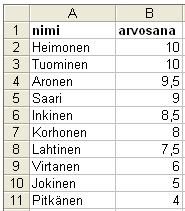 A B
1 nimi arvosana
2 Heimonen 10
3 Tuominen 10
4 Aronen 9,5
5 Saari 9
6 Inkinen 8,5
7 Korhonen 8
8 Lahtinen 7,5
9 Virtanen 6
10 Jokinen 5
11 Pitkänen 4